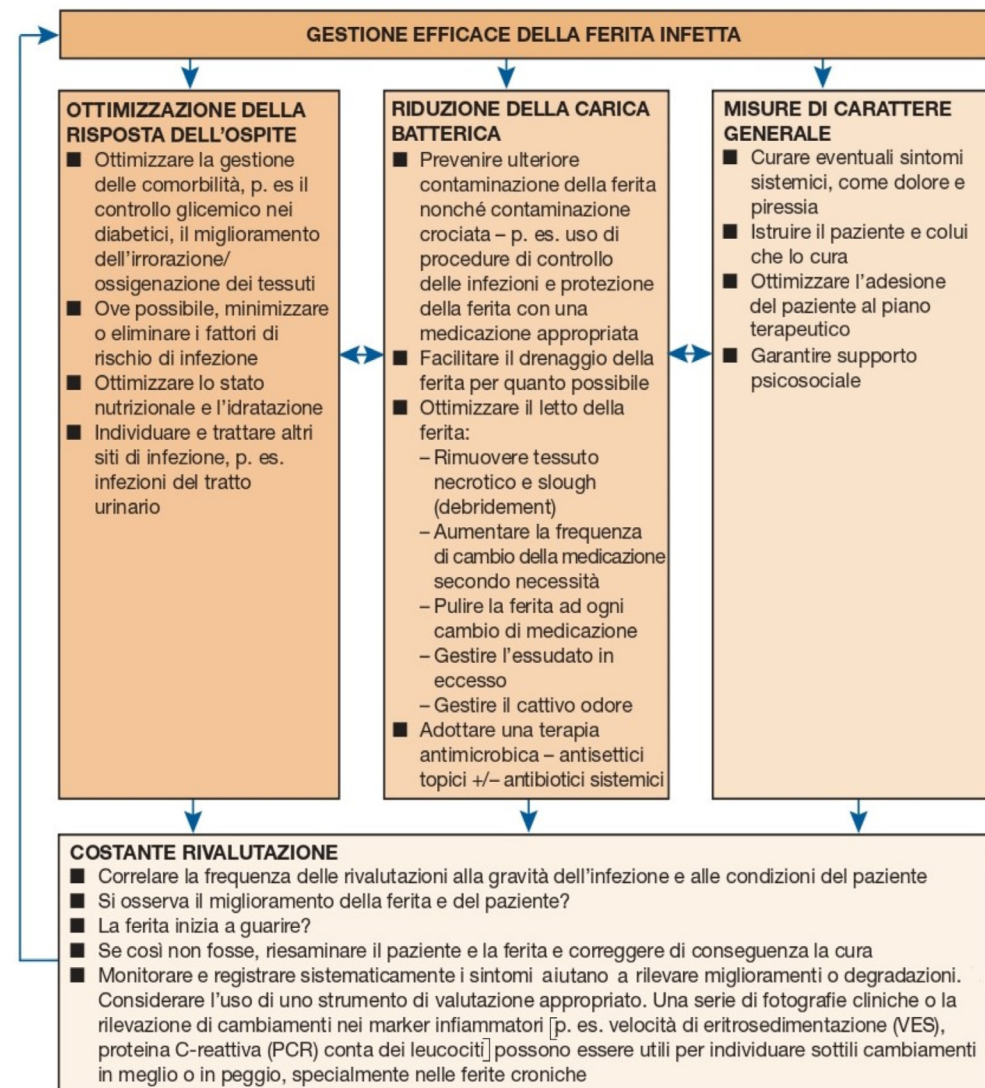 GESTIONE EFFICACE DELLA FERITA INFETTA
OTTIMIZZAZIONE DELLA
RISPOSTA DELL'OSPITE
■ Ottimizzare la gestione
delle comorbilità, p. es il
controllo glicemico nei
diabetici, il miglioramento
dell'irrorazione/
ossigenazione dei tessuti
■ Ove possibile, minimizzare
o eliminare i fattori di
rischio di infezione
■ Ottimizzare lo stato
nutrizionale e l'idratazione
■ Individuare e trattare altri
siti di infezione, p. es.
infezioni del tratto
urinario
RIDUZIONE DELLA CARICA
BATTERICA
■ Prevenire ulteriore
contaminazione della ferita
nonché contaminazione
crociata – p. es. uso di
procedure di controllo
delle infezioni e protezione
della ferita con una
medicazione appropriata
■ Facilitare il drenaggio della
ferita per quanto possibile
■ Ottimizzare il letto della
ferita:
– Rimuovere tessuto
necrotico e slough
(debridement)
– Aumentare la frequenza
di cambio della medicazione
secondo necessità
– Pulire la ferita ad ogni
cambio di medicazione
– Gestire l'essudato in
eccesso
– Gestire il cattivo odore
■ Adottare una terapia
antimicrobica – antisettici
topici +/– antibiotici sistemici
MISURE DI CARATTERE
GENERALE
■ Curare eventuali sintomi
sistemici, come dolore e
piressia
■ Istruire il paziente e colui
che lo cura
■ Ottimizzare l'adesione
del paziente al piano
terapeutico
■ Garantire supporto
psicosociale
COSTANTE RIVALUTAZIONE
■ Correlare la frequenza delle rivalutazioni alla gravità dell'infezione e alle condizioni del paziente
■ Si osserva il miglioramento della ferita e del paziente?
■ La ferita inizia a guarire?
■ Se così non fosse, riesaminare il paziente e la ferita e correggere di conseguenza la cura
■ Monitorare e registrare sistematicamente i sintomi aiutano a rilevare miglioramenti o degradazioni.
Considerare l'uso di uno strumento di valutazione appropriato. Una serie di fotografie cliniche o la
rilevazione di cambiamenti nei marker infiammatori [p. es. velocità di eritrosedimentazione (VES),
proteina C-reattiva (PCR) conta dei leucociti] possono essere utili per individuare sottili cambiamenti
in meglio o in peggio, specialmente nelle ferite croniche